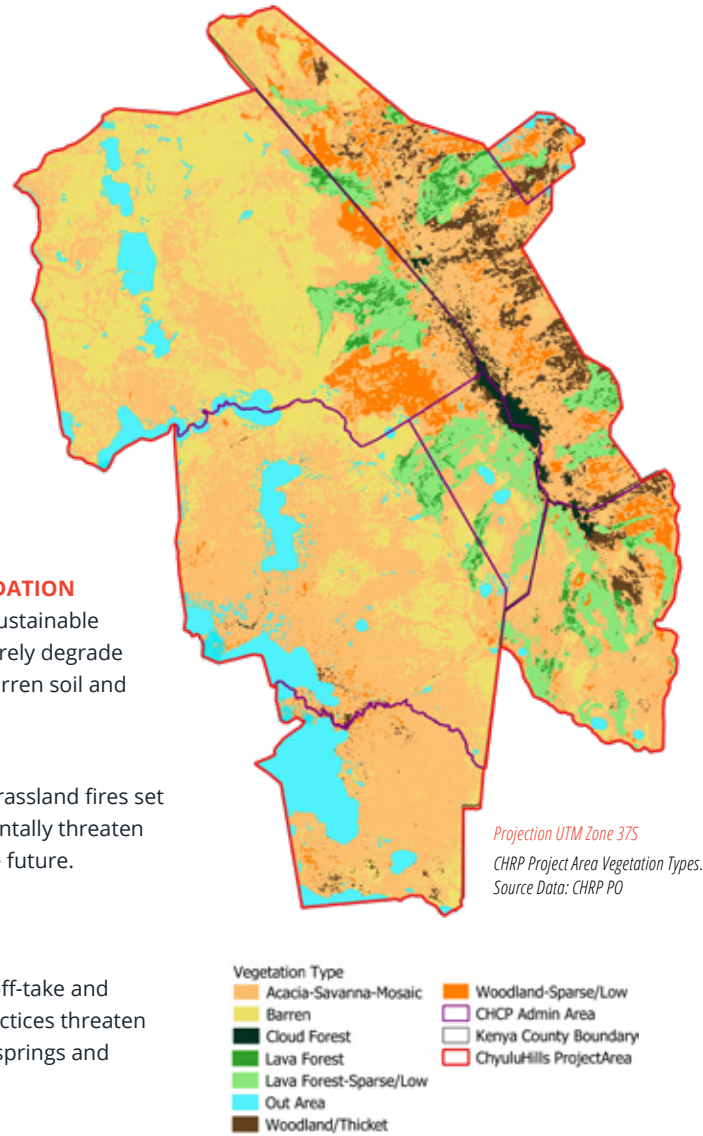 DATION
ustainable
rely degrade
rren soil and
rassland fires set
ntally threaten
e future.
off-take and
ctices threaten
springs and
Projection UTM Zone 37S
CHRP Project Area Vegetation Types.
Source Data: CHRP PO
Vegetation Type
Acacia-Savanna-Mosaic
Barren
Cloud Forest
Lava Forest
Lava Forest-Sparse/Low
Out Area
Woodland/Thicket
Woodland-Sparse/Low
CHCP Admin Area
Kenya County Boundary
ChyuluHills ProjectArea